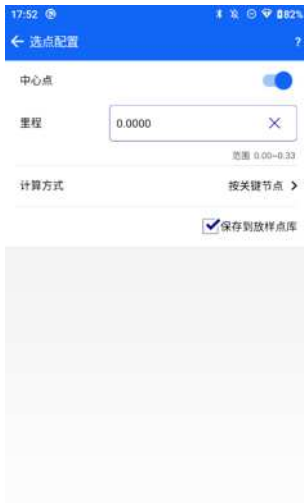 17:52 82%
选点配置 ?
中心点
里程 0.0000
范围 0.00~0.33
计算方式 按关键节点
保存到放样点库